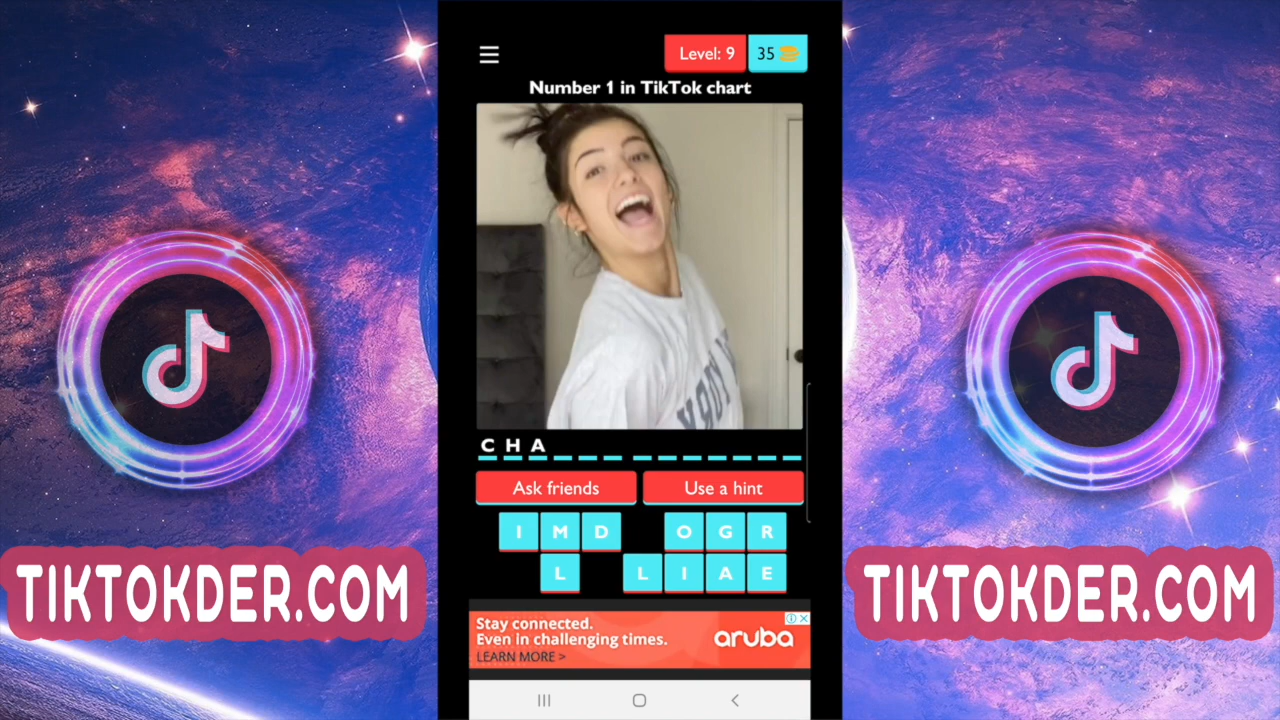 Level: 9
35
Number 1 in TikTok chart
C H A
Ask friends
Use a hint
I M D O G R
L L I A E
Stay connected.
Even in challenging times.
LEARN MORE >
aruba
TIKTOKDER.COM
TIKTOKDER.COM